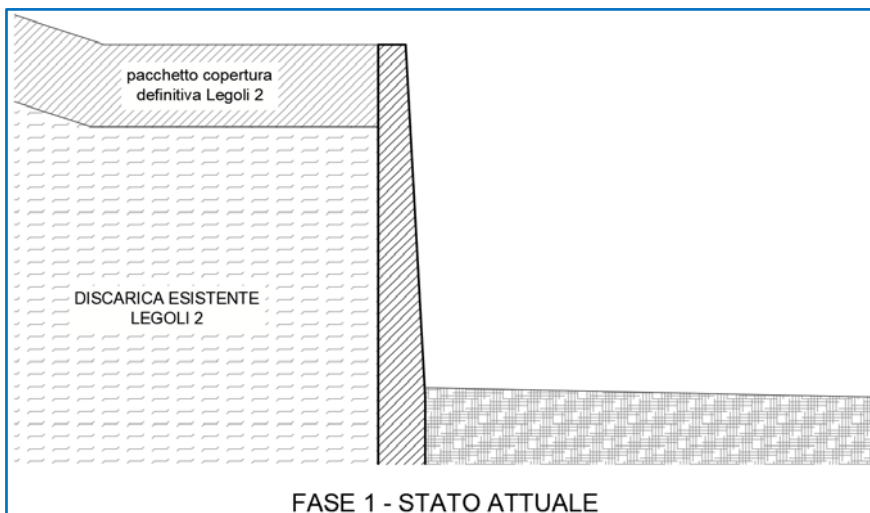 pacchetto copertura
definitiva Legoli 2
DISCARICA ESISTENTE
LEGOLI 2
FASE 1 - STATO ATTUALE